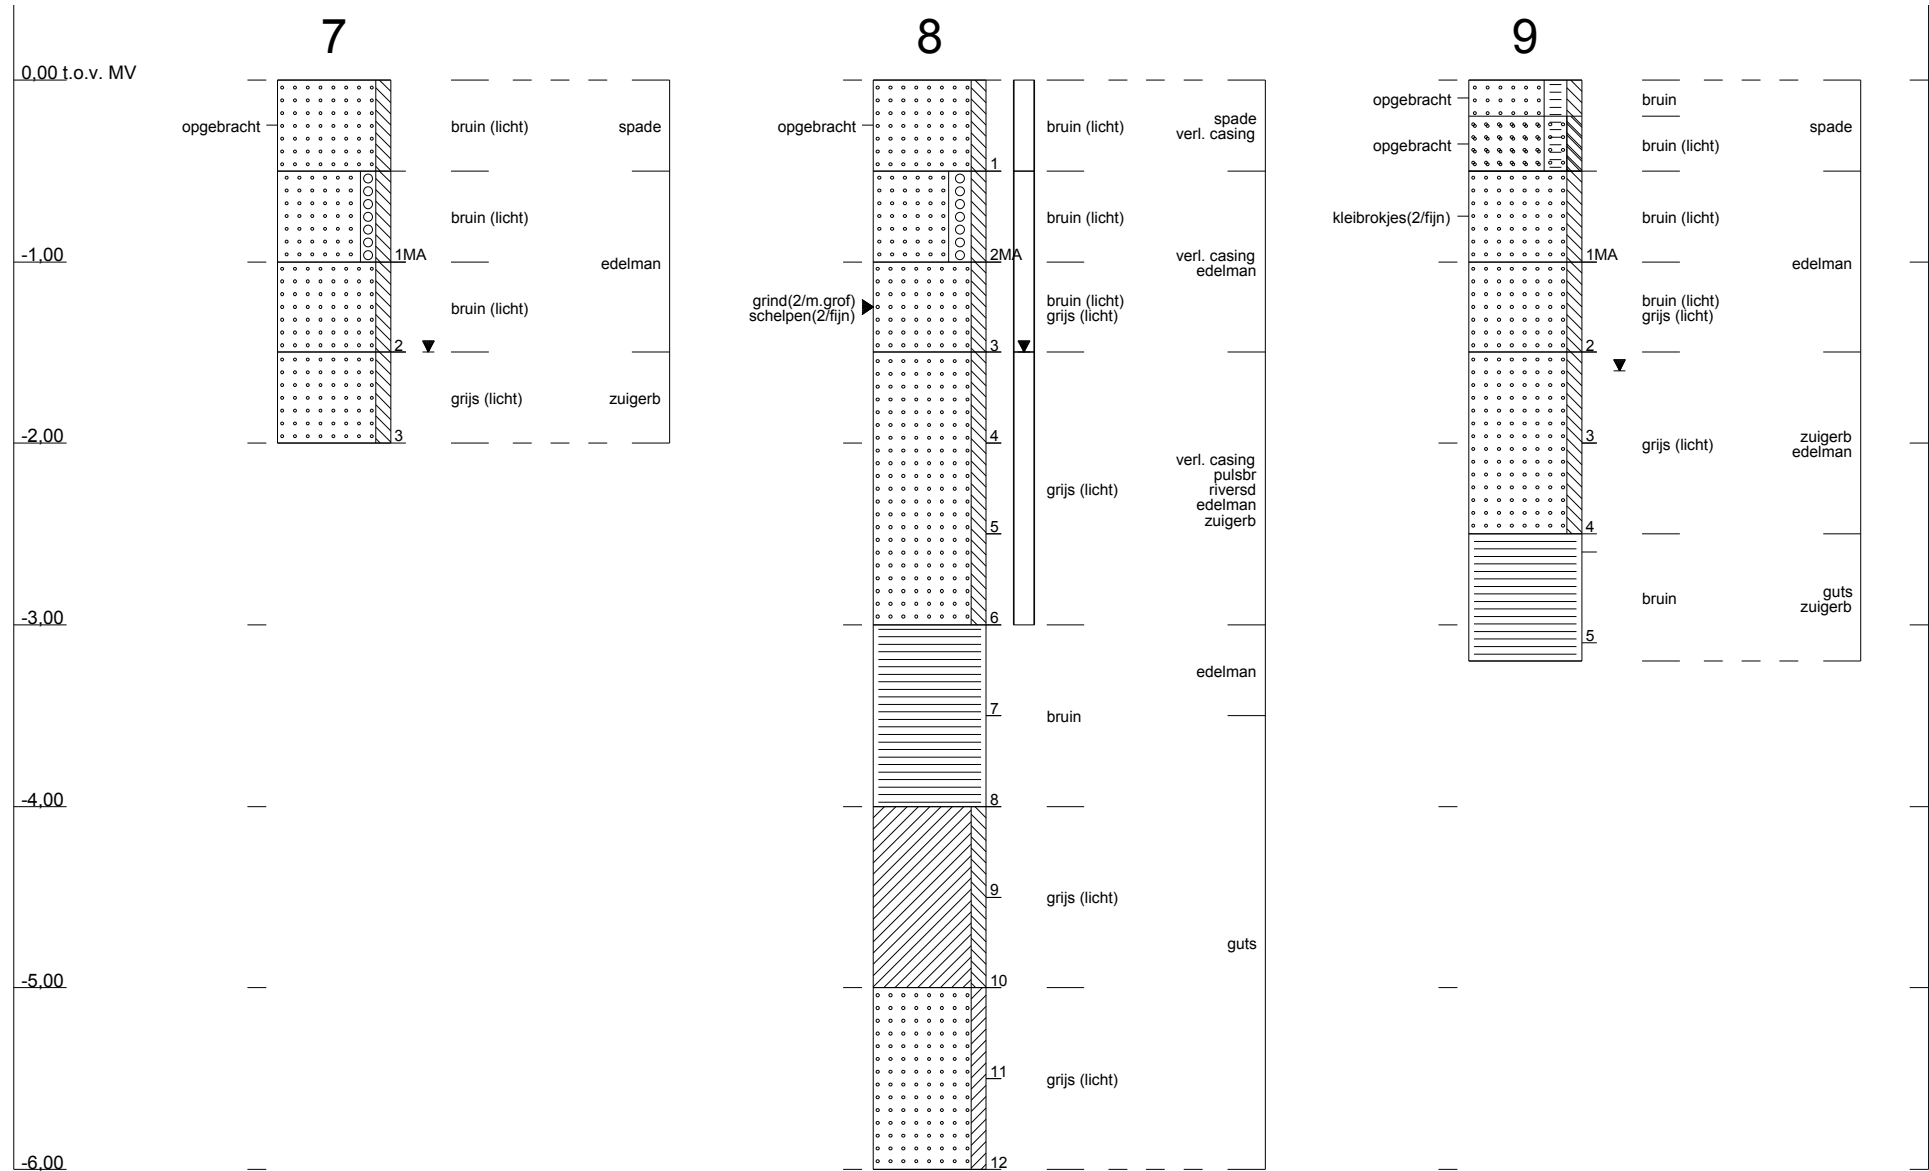 7
8
9
0,00 t.o.v. MV
-1,00
-2,00
-3,00
-4,00
-5,00
-6,00
opgebracht
bruin (licht)
spade
bruin (licht)
1MA
edelman
bruin (licht)
2
grijs (licht)
zuigerb
3
opgebracht
bruin (licht)
spade
verl. casing
1
bruin (licht)
2MA
verl. casing
edelman
grind(2/m.grof)
schelpen(2/fijn)
bruin (licht)
grijs (licht)
3
4
verl. casing
pulsbr
riversd
edelman
zuigerb
grijs (licht)
5
6
edelman
7
bruin
8
9
grijs (licht)
guts
10
11
grijs (licht)
12
opgebracht
bruin
spade
opgebracht
bruin (licht)
kleibrokjes(2/fijn)
bruin (licht)
1MA
edelman
bruin (licht)
grijs (licht)
2
3
grijs (licht)
zuigerb
edelman
4
bruin
guts
zuigerb
5